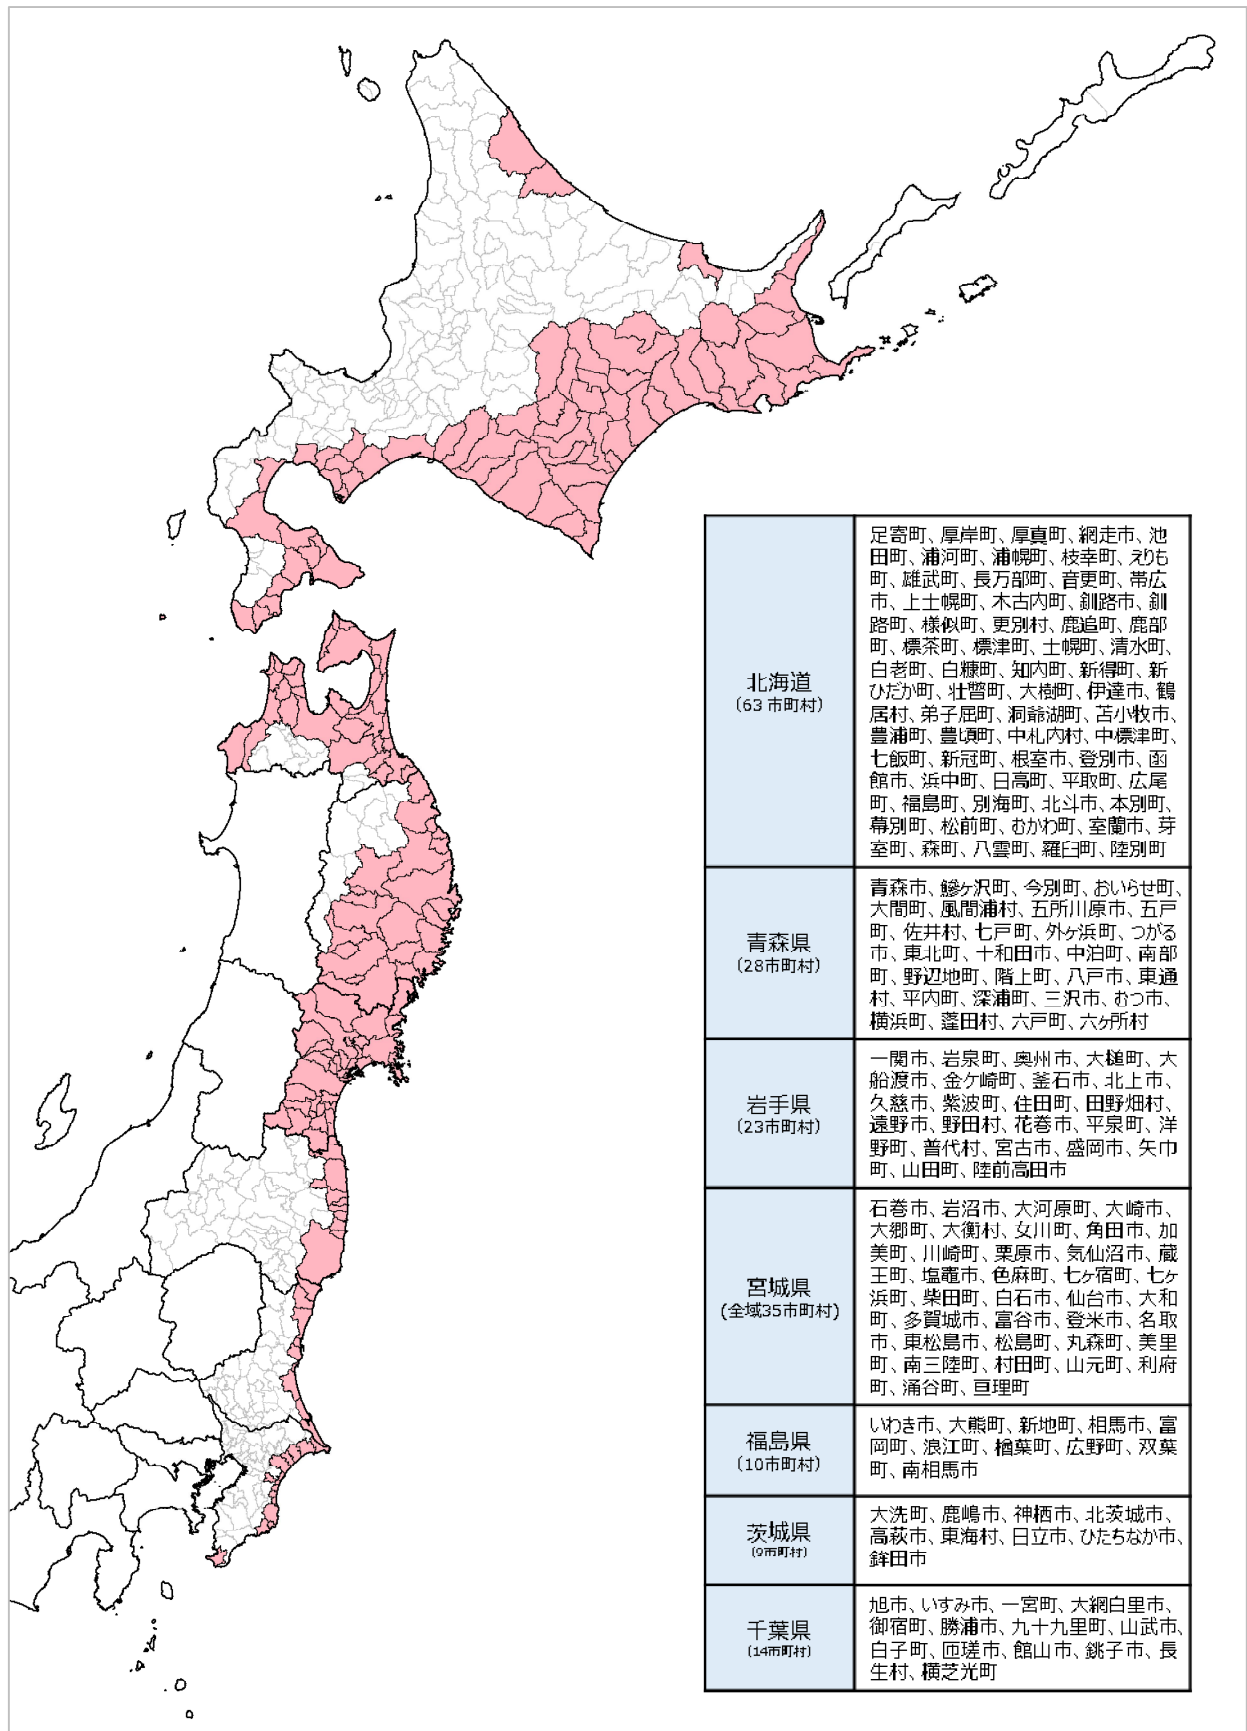 北海道
(63 市町村)
足寄町、厚岸町、厚真町、網走市、池
田町、浦河町、浦幌町、枝幸町、えりも
町、雄武町、長万部町、音更町、帯広
市、上士幌町、木古内町、釧路市、釧
路町、様似町、更別村、鹿追町、鹿部
町、標茶町、標津町、士幌町、清水町、
白老町、白糠町、知内町、新得町、新
ひだか町、壮瞥町、大樹町、伊達市、鶴
居村、弟子屈町、洞爺湖町、苫小牧市、
豊浦町、豊頃町、中札内村、中標津町、
七飯町、新冠町、根室市、登別市、函
館市、浜中町、日高町、平取町、広尾
町、福島町、別海町、北斗市、本別町、
幕別町、松前町、むかわ町、室蘭市、芽
室町、森町、八雲町、羅臼町、陸別町
青森県
(28市町村)
青森市、鰺ヶ沢町、今別町、おいらせ町、
大間町、風間浦村、五所川原市、五戸
町、佐井村、七戸町、外ヶ浜町、つがる
市、東北町、十和田市、中泊町、南部
町、野辺地町、階上町、八戸市、東通
村、平内町、深浦町、三沢市、むつ市、
横浜町、蓬田村、六戸町、六ヶ所村
岩手県
(23市町村)
一関市、岩泉町、奥州市、大槌町、大
船渡市、金ケ崎町、釜石市、北上市、
久慈市、紫波町、住田町、田野畑村、
遠野市、野田村、花巻市、平泉町、洋
野町、普代村、宮古市、盛岡市、矢巾
町、山田町、陸前高田市
宮城県
(全域35市町村)
石巻市、岩沼市、大河原町、大崎市、
大郷町、大衡村、女川町、角田市、加
美町、川崎町、栗原市、気仙沼市、蔵
王町、塩竈市、色麻町、七ヶ宿町、七ヶ
浜町、柴田町、白石市、仙台市、大和
町、多賀城市、富谷市、登米市、名取
市、東松島市、松島町、丸森町、美里
町、南三陸町、村田町、山元町、利府
町、涌谷町、亘理町
福島県
(10市町村)
いわき市、大熊町、新地町、相馬市、富
岡町、浪江町、楢葉町、広野町、双葉
町、南相馬市
茨城県
(9市町村)
大洗町、鹿嶋市、神栖市、北茨城市、
高萩市、東海村、日立市、ひたちなか市、
鉾田市
千葉県
(14市町村)
旭市、いすみ市、一宮町、大網白里市、
御宿町、勝浦市、九十九里町、山武市、
白子町、匝瑳市、館山市、銚子市、長
生村、横芝光町